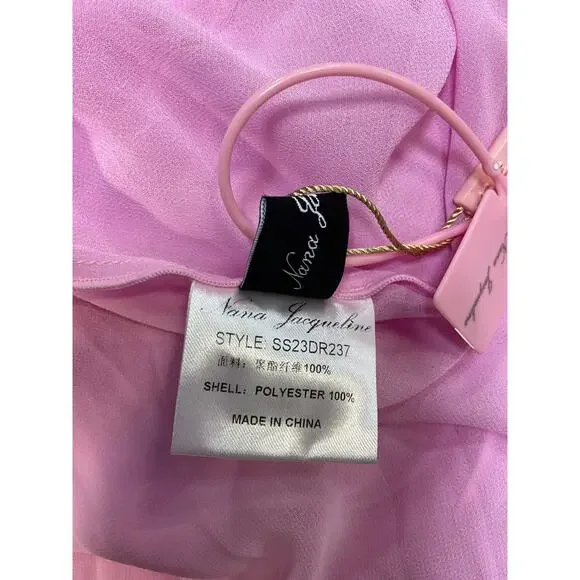 Nana
Nana Jacqueline
STYLE: SS23DR237
面料: 聚酯纤维100%
SHELL: POLYESTER 100%
MADE IN CHINA